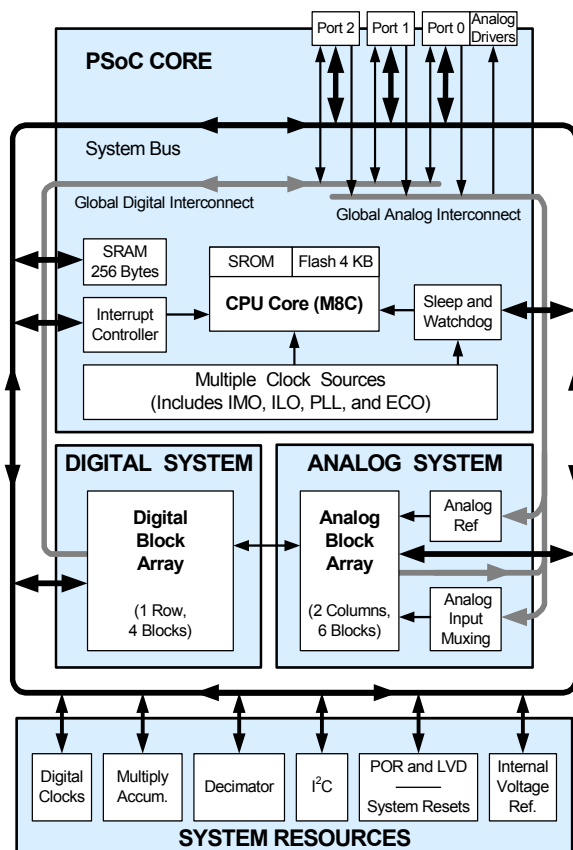 Port 2
Port 1
Port 0
Analog
Drivers
PSoC CORE
System Bus
Global Digital Interconnect
Global Analog Interconnect
SRAM
256 Bytes
SROM
Flash 4 KB
CPU Core (M8C)
Interrupt
Controller
Sleep and
Watchdog
Multiple Clock Sources
(Includes IMO, ILO, PLL, and ECO)
DIGITAL SYSTEM
Digital
Block
Array
(1 Row,
4 Blocks)
ANALOG SYSTEM
Analog
Block
Array
(2 Columns,
6 Blocks)
Analog
Ref
Analog
Input
Muxing
Digital
Clocks
Multiply
Accum.
Decimator
I²C
POR and LVD
System Resets
Internal
Voltage
Ref.
SYSTEM RESOURCES